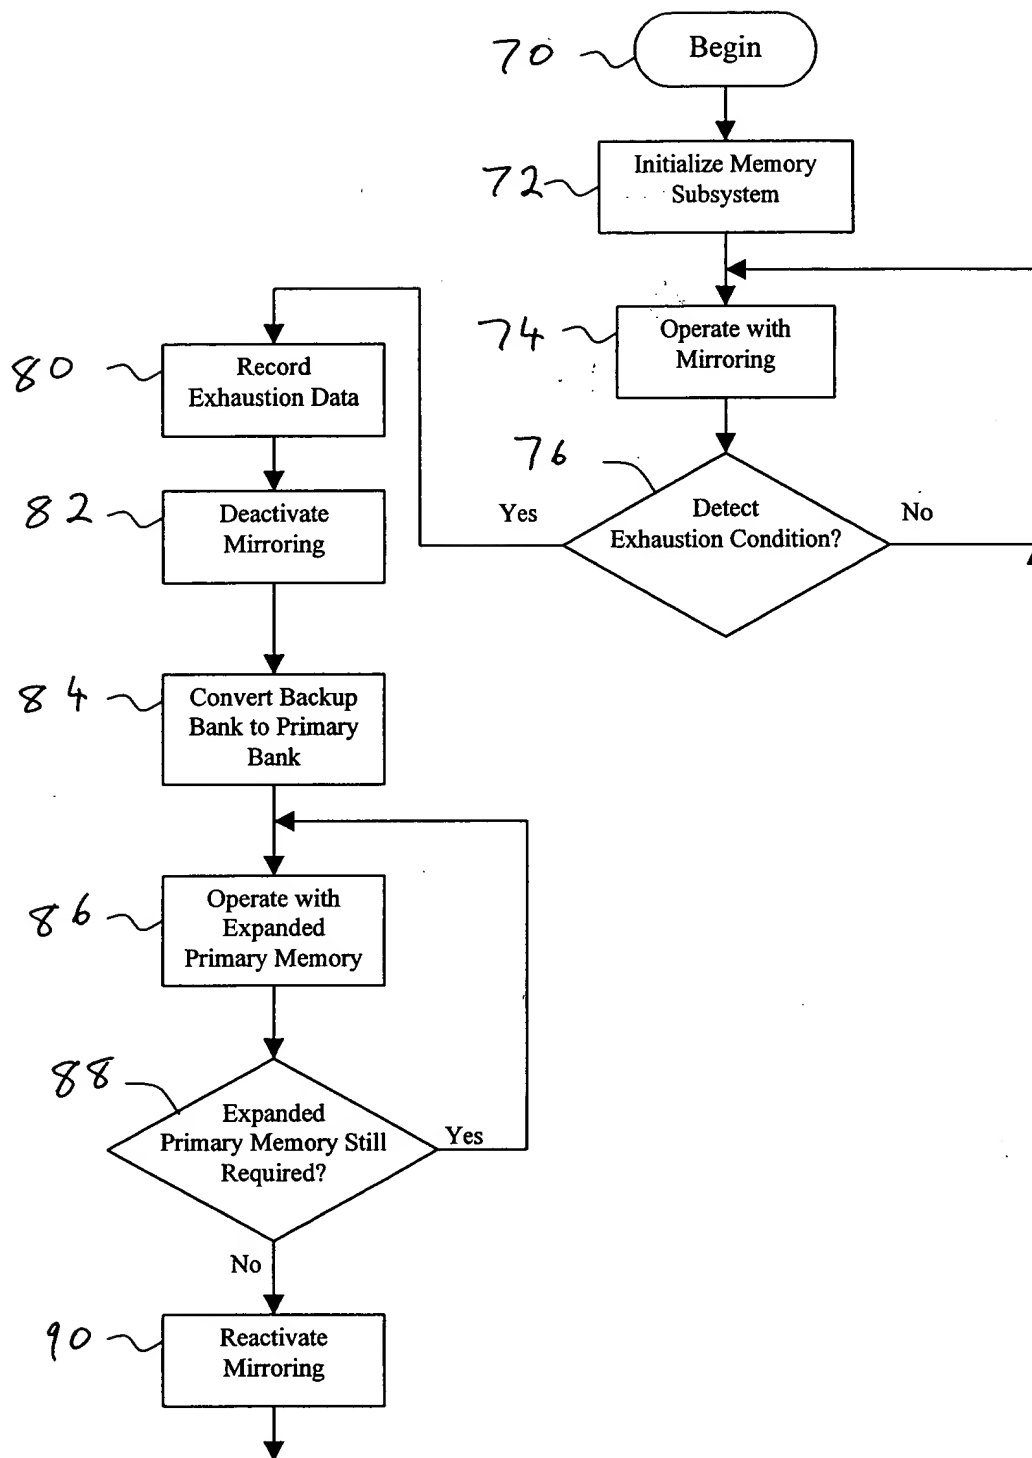 70
Begin
72
Initialize Memory
Subsystem
74
Operate with
Mirroring
76
Detect
Exhaustion Condition?
Yes
No
80
Record
Exhaustion Data
82
Deactivate
Mirroring
84
Convert Backup
Bank to Primary
Bank
86
Operate with
Expanded
Primary Memory
88
Expanded
Primary Memory Still
Required?
Yes
No
90
Reactivate
Mirroring